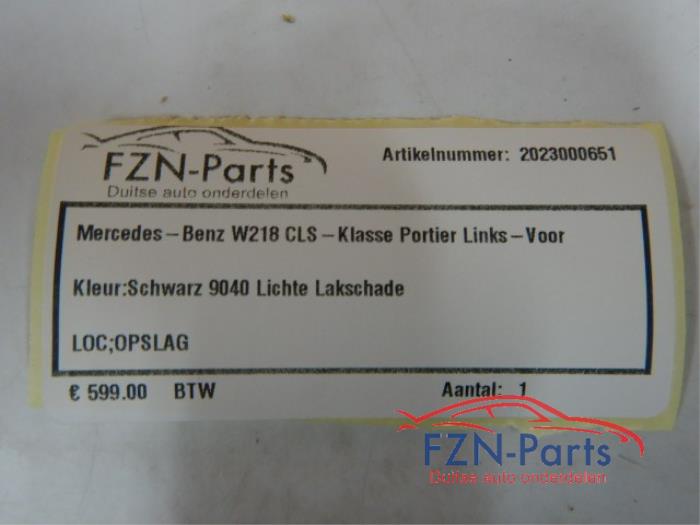 FZN-Parts
Duitse auto onderdelen
Artikelnummer: 2023000651
Mercedes-Benz W218 CLS-Klasse Portier Links-Voor
Kleur:Schwarz 9040 Lichte Lakschade
LOC;OPSLAG
€ 599.00 BTW Aantal: 1
FZN-Parts
Duitse auto onderdelen